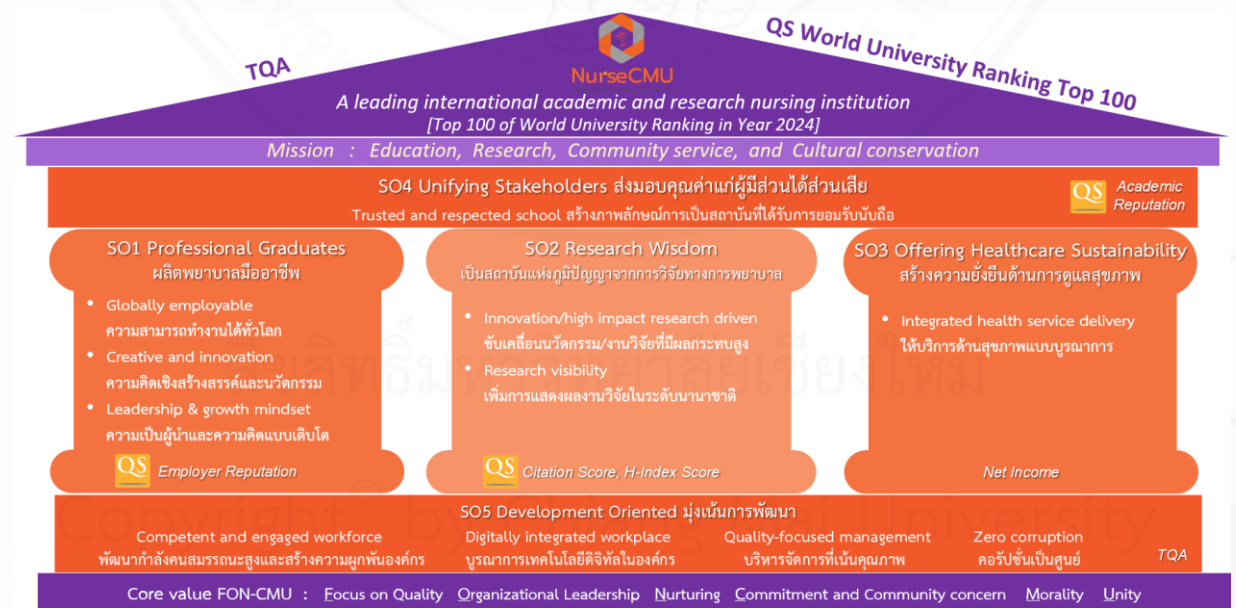 TQA
QS World University Ranking Top 100
NurseCMU
A leading international academic and research nursing institution
[Top 100 of World University Ranking in Year 2024]
Mission : Education, Research, Community service, and Cultural conservation
SO4 Unifying Stakeholders ส่งมอบคุณค่าแก่ผู้มีส่วนได้ส่วนเสีย
Trusted and respected school สร้างภาพลักษณ์การเป็นสถาบันที่ได้รับการยอมรับนับถือ
QS Academic
Reputation
SO1 Professional Graduates
ผลิตพยาบาลมืออาชีพ
• Globally employable
ความสามารถทำงานได้ทั่วโลก
• Creative and innovation
ความคิดเชิงสร้างสรรค์และนวัตกรรม
• Leadership & growth mindset
ความเป็นผู้นำและความคิดแบบเติบโต
QS Employer Reputation
SO2 Research Wisdom
เป็นสถาบันแห่งภูมิปัญญาจากการวิจัยทางการพยาบาล
• Innovation/high impact research driven
ขับเคลื่อนนวัตกรรม/งานวิจัยที่มีผลกระทบสูง
• Research visibility
เพิ่มการแสดงผลงานวิจัยในระดับนานาชาติ
QS Citation Score, H-Index Score
SO3 Offering Healthcare Sustainability
สร้างความยั่งยืนด้านการดูแลสุขภาพ
• Integrated health service delivery
ให้บริการด้านสุขภาพแบบบูรณาการ
Net Income
SO5 Development Oriented มุ่งเน้นการพัฒนา
Competent and engaged workforce
พัฒนากำลังคนสมรรถนะสูงและสร้างความผูกพันองค์กร
Digitally integrated workplace
บูรณาการเทคโนโลยีดิจิทัลในองค์กร
Quality-focused management
บริหารจัดการที่เน้นคุณภาพ
Zero corruption
คอรัปชั่นเป็นศูนย์
TQA
Core value FON-CMU : Focus on Quality Organizational Leadership Nurturing Commitment and Community concern Morality Unity
ลิขสิทธิ์มหาวิทยาลัยเชียงใหม่
Copyright© by Chiang Mai University